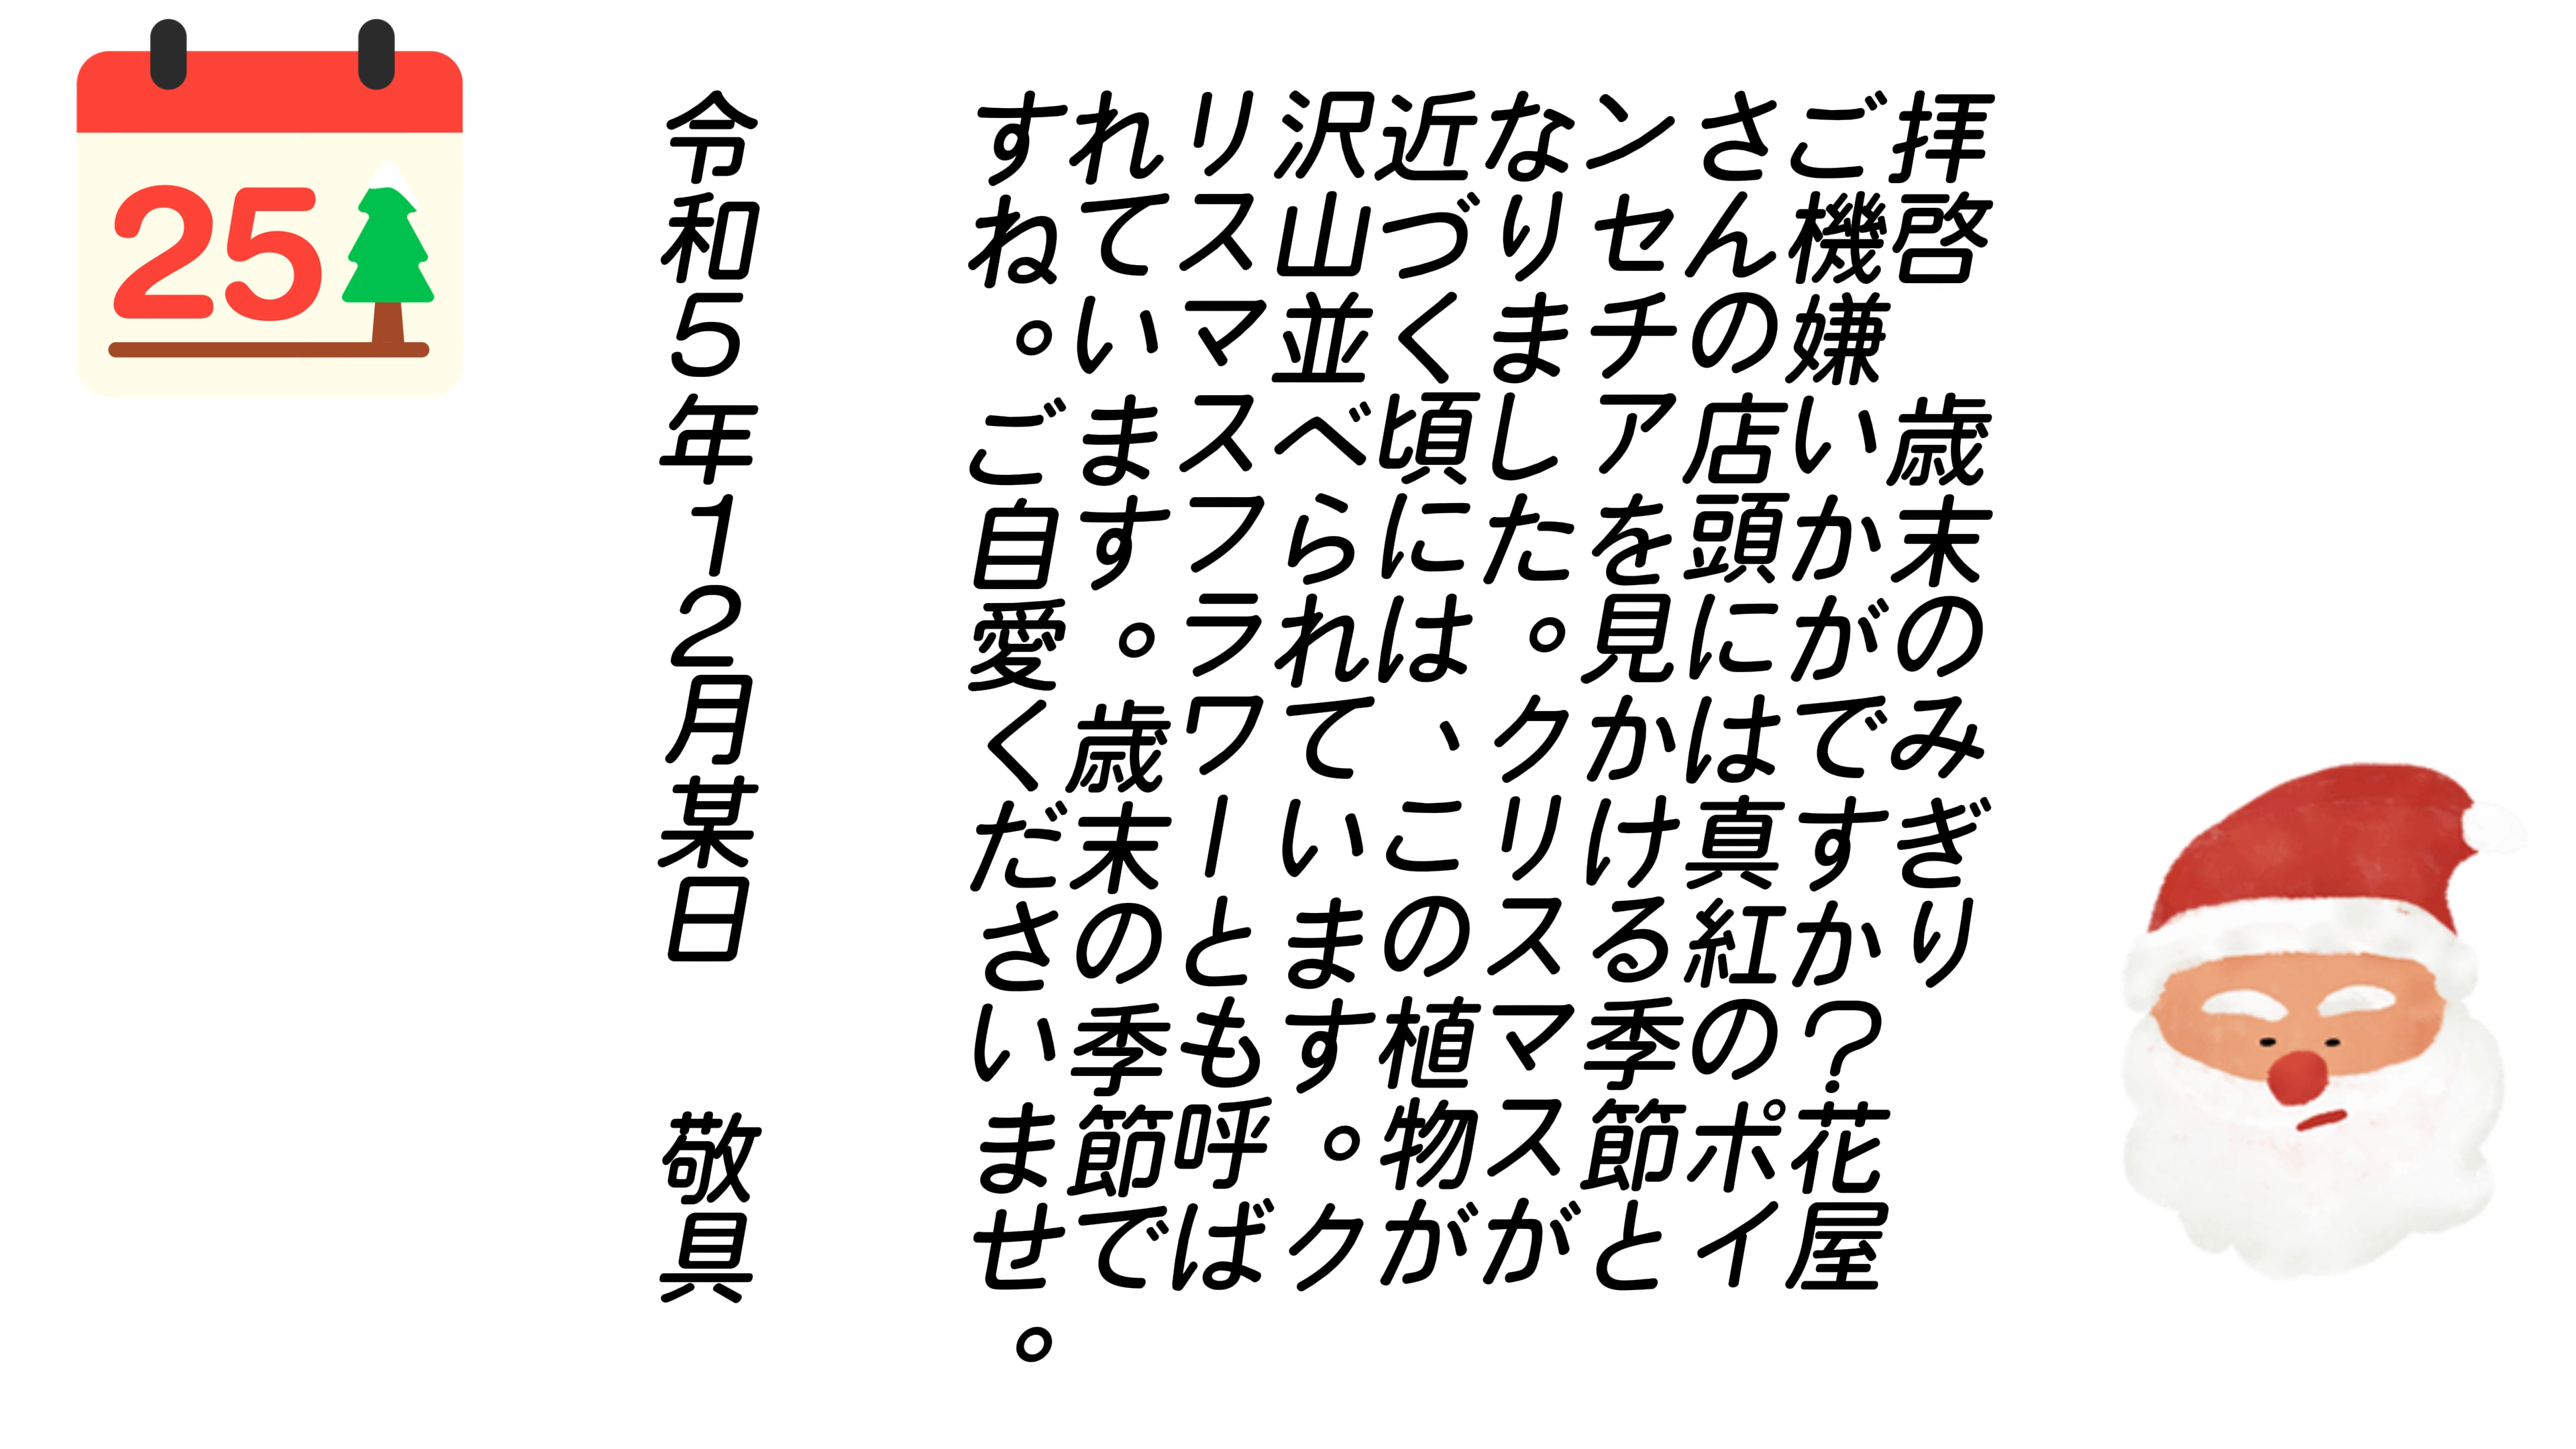 拝啓　歳末のみぎり
ご機嫌いかがですか？花屋
さんの店頭には真紅のポイ
ンセチアを見かける季節と
なりました。クリスマスが
近づく頃には、この植物が
沢山並べられています。ク
リスマスフラワーとも呼ば
れています。歳末の季節で
すね。ご自愛くださいませ。
令和５年１２月某日　敬具
25